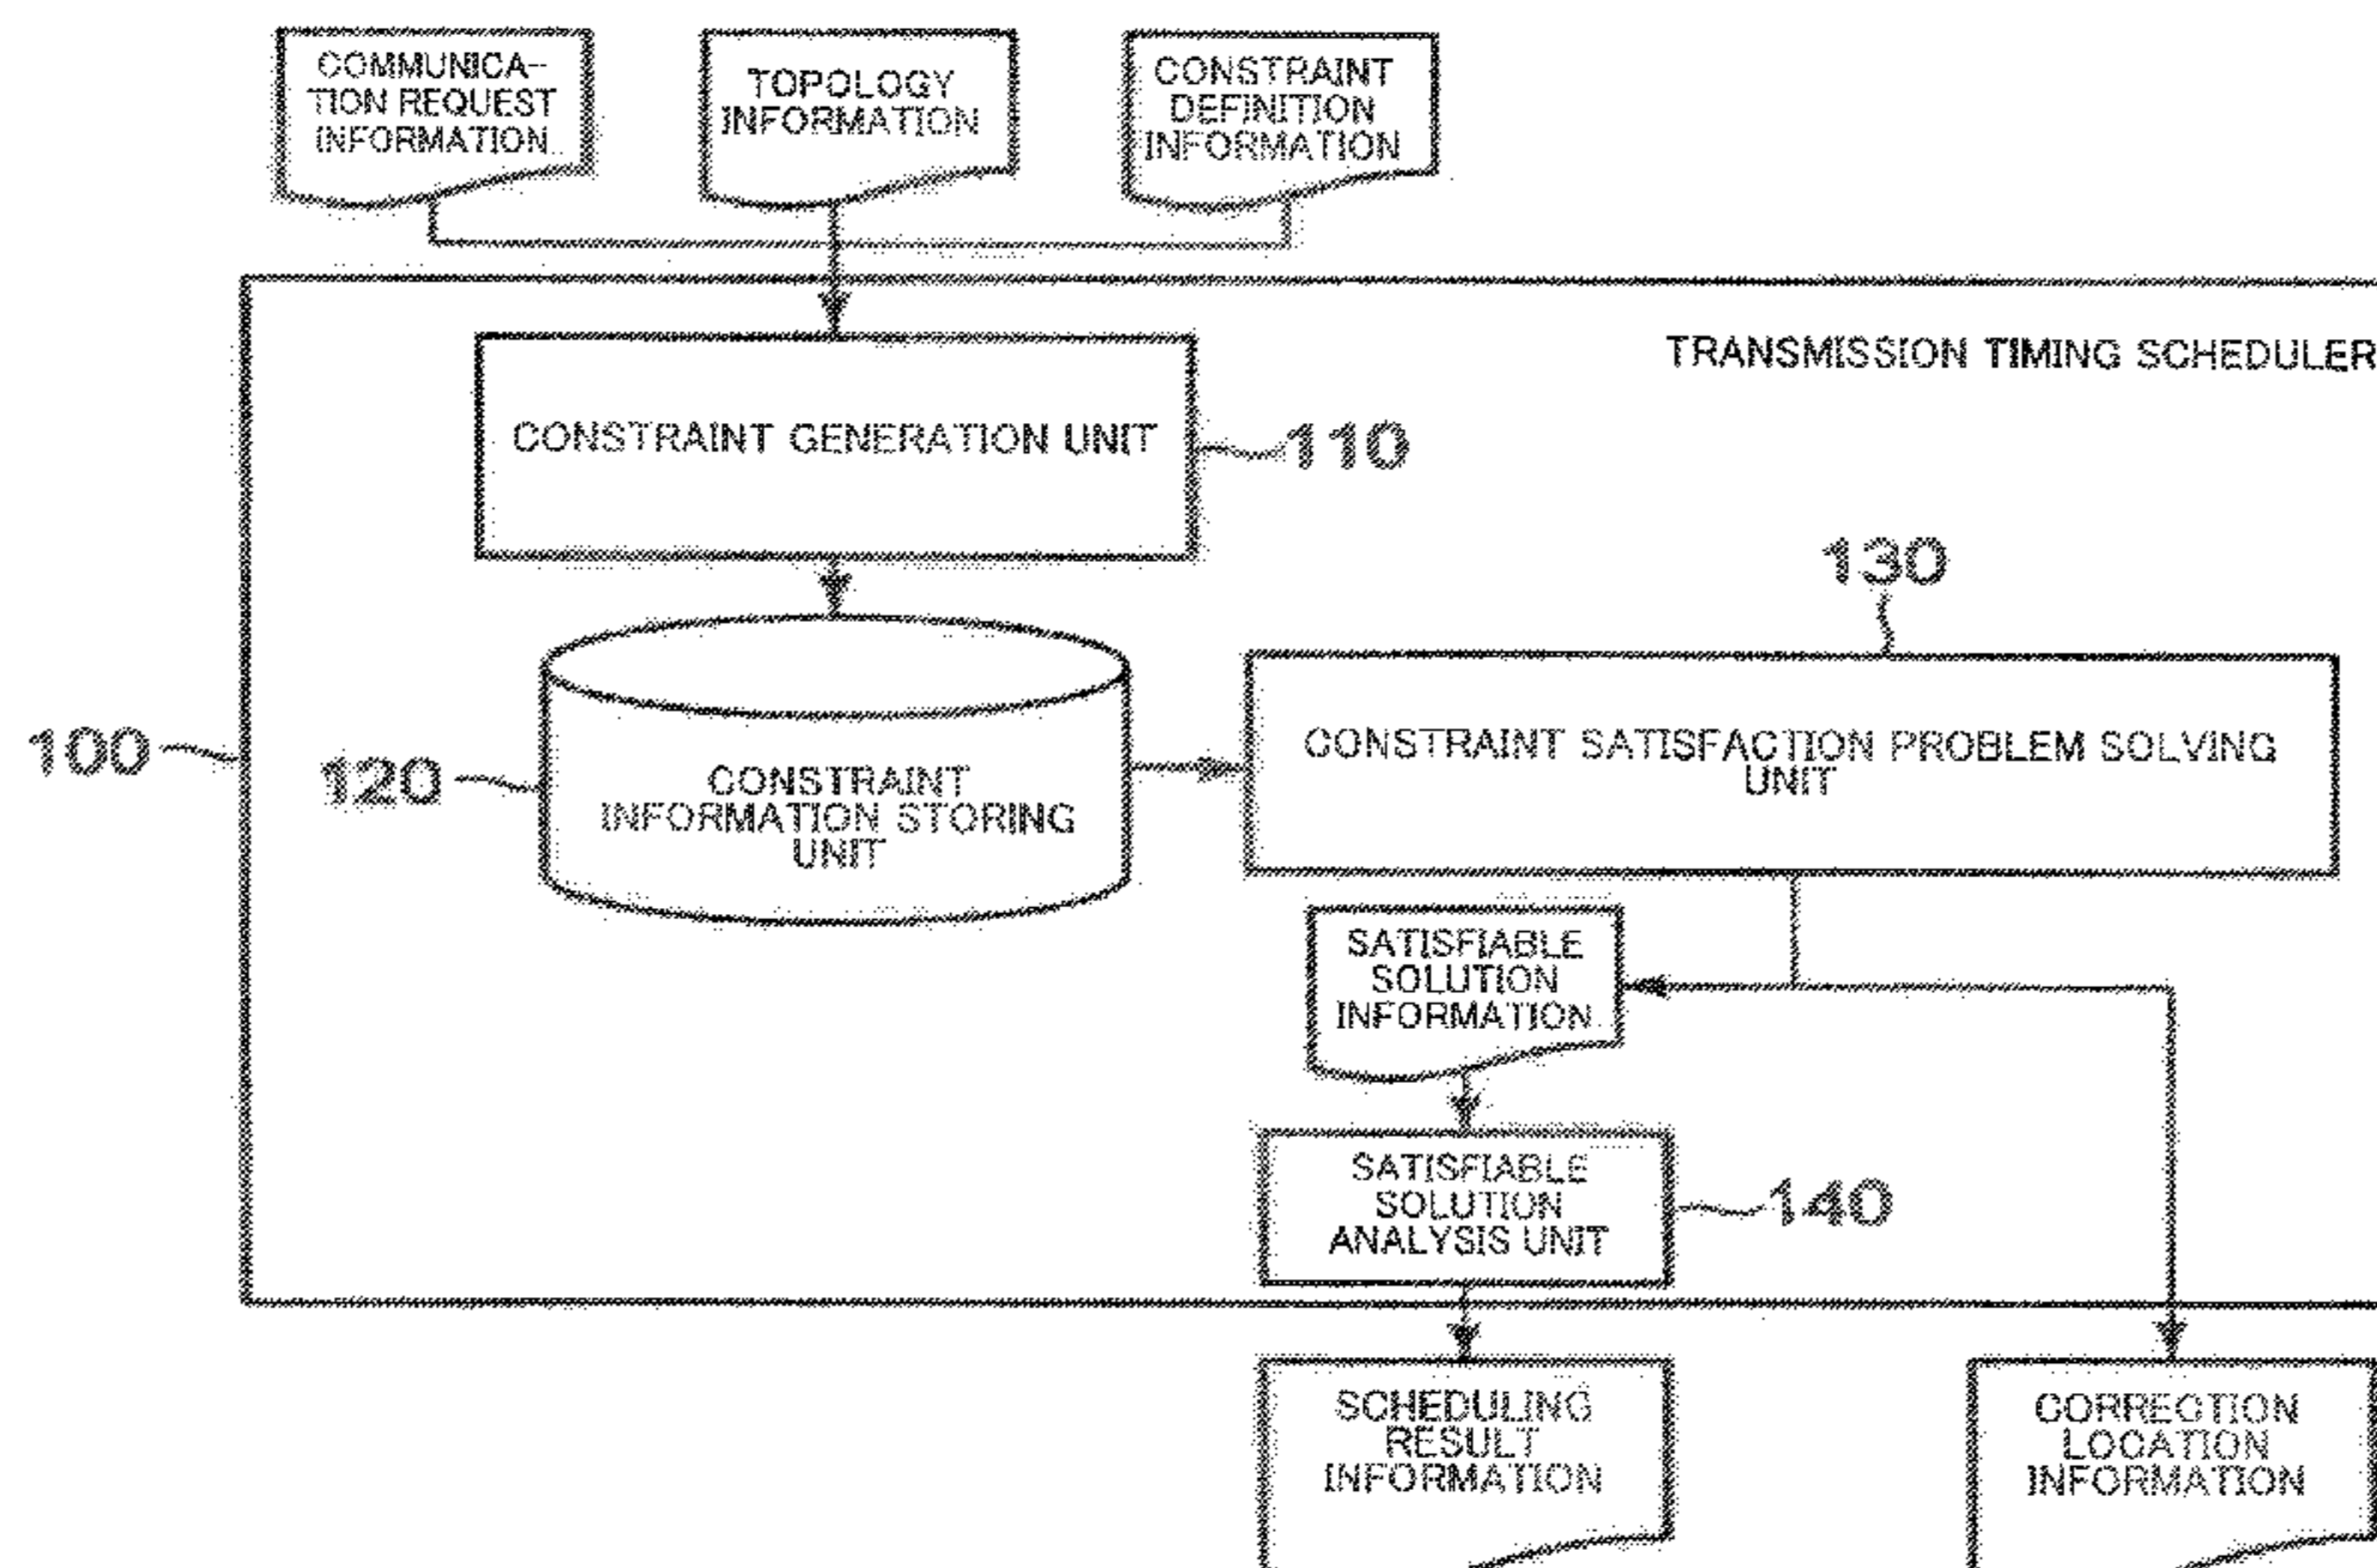 COMMUNICA-
TION REQUEST
INFORMATION
TOPOLOGY
INFORMATION
CONSTRAINT
DEFINITION
INFORMATION
TRANSMISSION TIMING SCHEDULER
CONSTRAINT GENERATION UNIT
110
130
100
120
CONSTRAINT
INFORMATION STORING
UNIT
CONSTRAINT SATISFACTION PROBLEM SOLVING
UNIT
SATISFIABLE
SOLUTION
INFORMATION
SATISFIABLE
SOLUTION
ANALYSIS UNIT
140
SCHEDULING
RESULT
INFORMATION
CORRECTION
LOCATION
INFORMATION